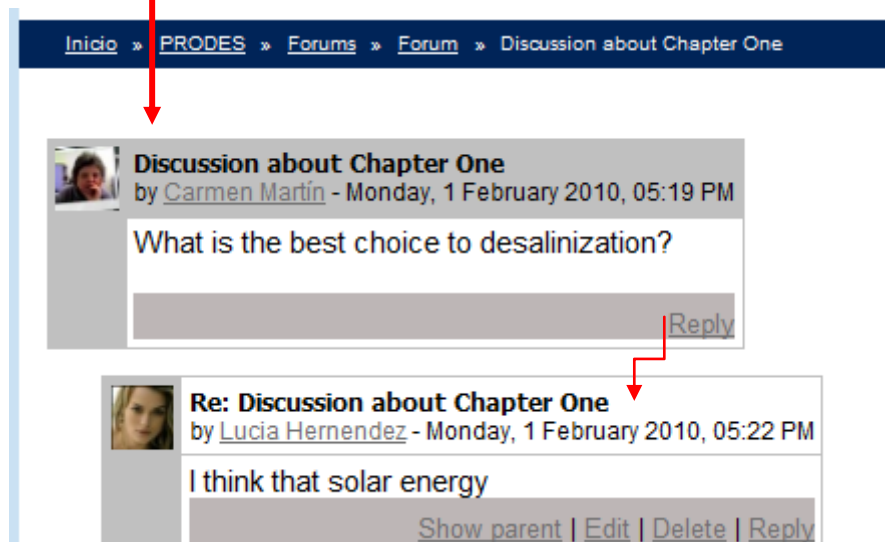 Inicio » PRODES » Forums » Forum » Discussion about Chapter One
Discussion about Chapter One
by Carmen Martín - Monday, 1 February 2010, 05:19 PM
What is the best choice to desalinization?
Reply
Re: Discussion about Chapter One
by Lucia Hernendez - Monday, 1 February 2010, 05:22 PM
I think that solar energy
Show parent | Edit | Delete | Reply